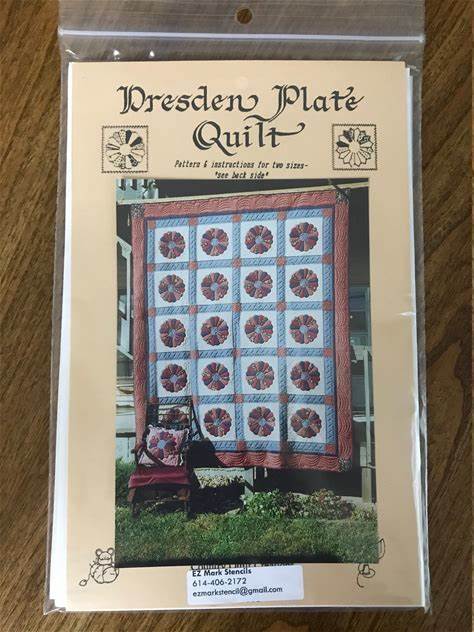 Dresden Plate
Quilt
Pattern & instructions for two sizes-
*see back side*
EZ Mark Stencils
614-406-2172
ezmarkstencil@gmail.com